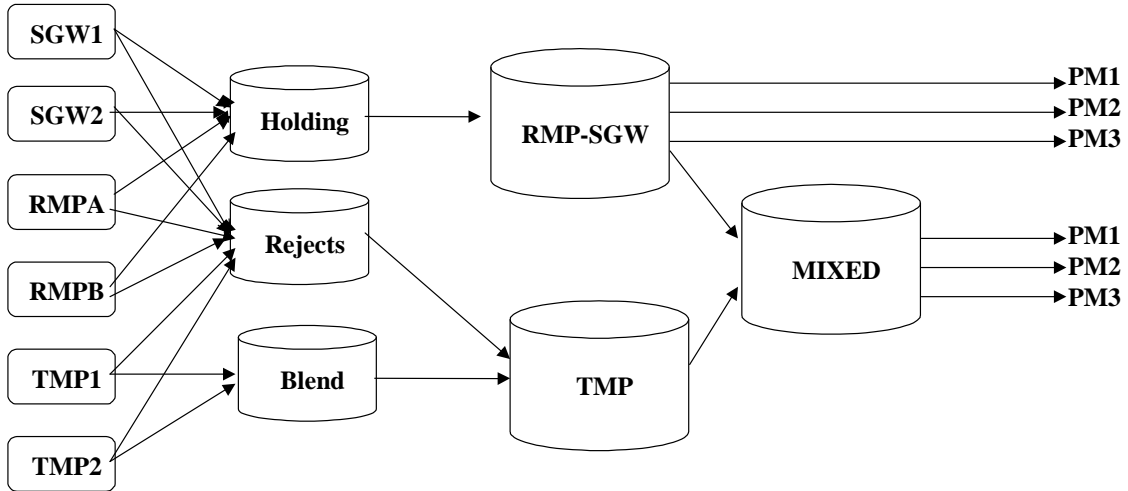 SGW1
SGW2
RMPA
RMPB
TMP1
TMP2
Holding
Rejects
Blend
RMP-SGW
TMP
MIXED
PM1
PM2
PM3
PM1
PM2
PM3